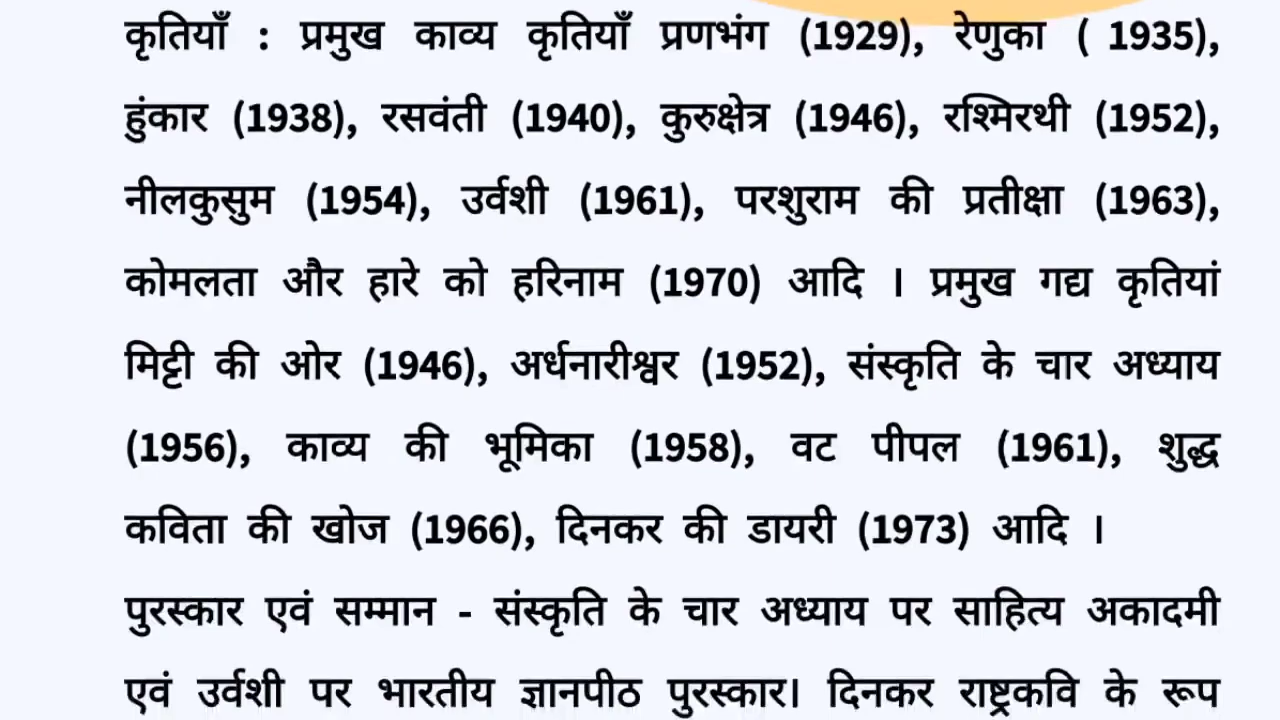 कृतियाँ : प्रमुख काव्य कृतियाँ प्रणभंग (1929), रेणुका ( 1935),
हुंकार (1938), रसवंती (1940), कुरुक्षेत्र (1946), रश्मिरथी (1952),
नीलकुसुम (1954), उर्वशी (1961), परशुराम की प्रतीक्षा (1963),
कोमलता और हारे को हरिनाम (1970) आदि । प्रमुख गद्य कृतियां
मिट्टी की ओर (1946), अर्धनारीश्वर (1952), संस्कृति के चार अध्याय
(1956), काव्य की भूमिका (1958), वट पीपल (1961), शुद्ध
कविता की खोज (1966), दिनकर की डायरी (1973) आदि ।
पुरस्कार एवं सम्मान - संस्कृति के चार अध्याय पर साहित्य अकादमी
एवं उर्वशी पर भारतीय ज्ञानपीठ पुरस्कार। दिनकर राष्ट्रकवि के रूप